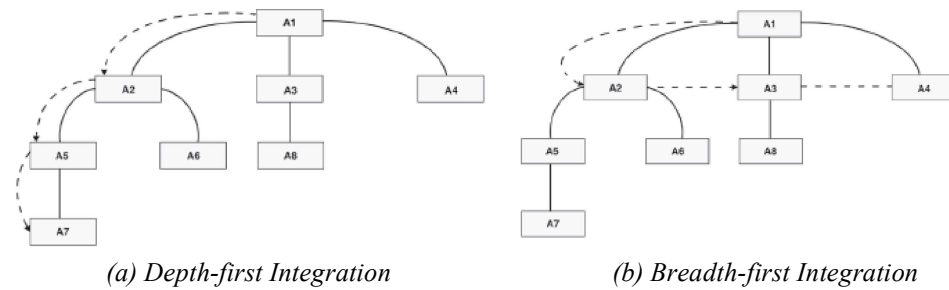 A1 A1
A2 A3 A4 A2 A3 A4
A5 A6 A8 A5 A6 A8
A7 A7
(a) Depth-first Integration (b) Breadth-first Integration